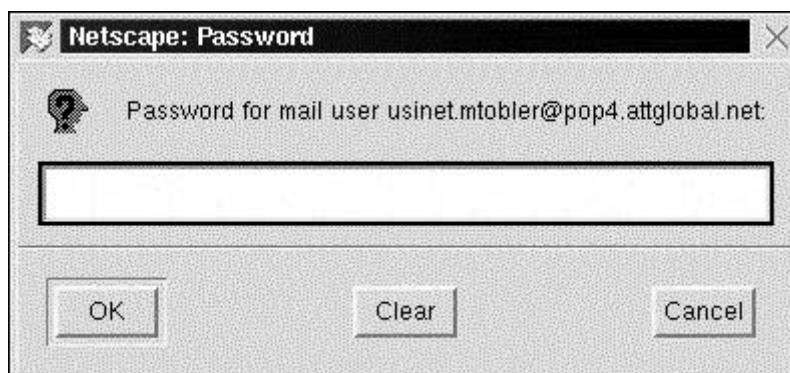 Netscape: Password
Password for mail user usinet.mtobler@pop4.attglobal.net:
OK
Clear
Cancel